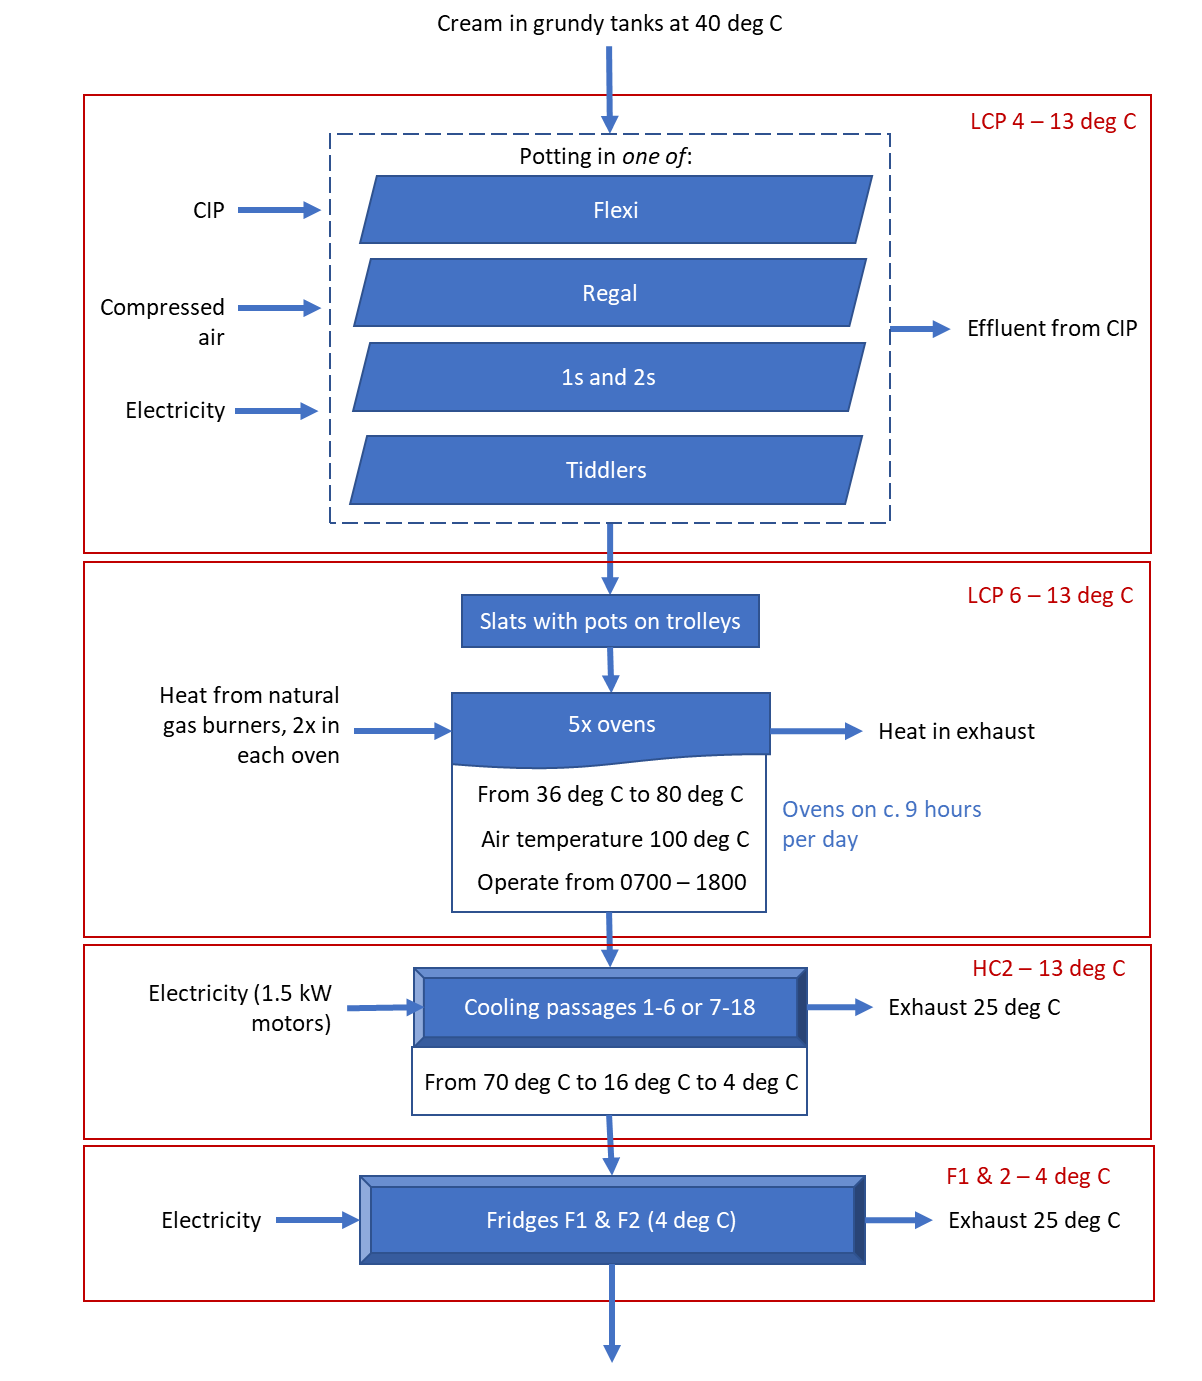 Cream in grundy tanks at 40 deg C
LCP 4 – 13 deg C
Potting in one of:
CIP
Flexi
Compressed
air
Regal
Effluent from CIP
1s and 2s
Electricity
Tiddlers
LCP 6 – 13 deg C
Slats with pots on trolleys
Heat from natural
gas burners, 2x in
each oven
5x ovens
Heat in exhaust
From 36 deg C to 80 deg C
Air temperature 100 deg C
Operate from 0700 – 1800
Ovens on c. 9 hours
per day
HC2 – 13 deg C
Electricity (1.5 kW
motors)
Cooling passages 1-6 or 7-18
Exhaust 25 deg C
From 70 deg C to 16 deg C to 4 deg C
F1 & 2 – 4 deg C
Electricity
Fridges F1 & F2 (4 deg C)
Exhaust 25 deg C